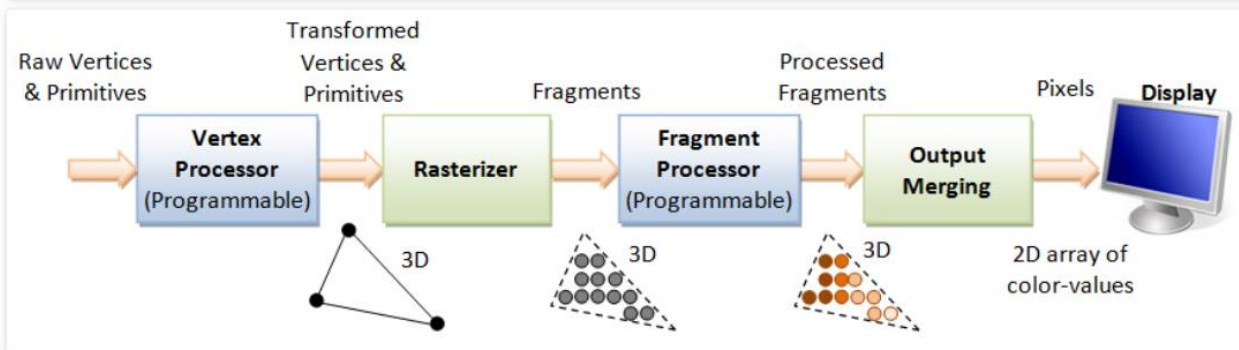 Raw Vertices
& Primitives
Transformed
Vertices &
Primitives
Fragments
Processed
Fragments
Pixels
Display
Vertex
Processor
(Programmable)
Rasterizer
Fragment
Processor
(Programmable)
Output
Merging
3D
3D
3D
2D array of
color-values